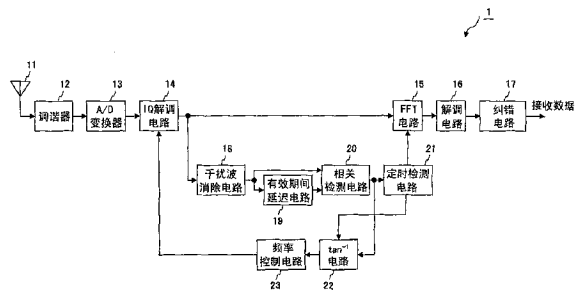 1
11
12
13
14
15
16
17
调谐器
A/D
变换器
IQ解调
电路
FFT
电路
解调
电路
纠错
电路
接收数据
18
干扰波
消除电路
有效期间
延迟电路
19
20
相关
检测电路
21
定时检测
电路
频率
控制电路
23
tan⁻¹
电路
22